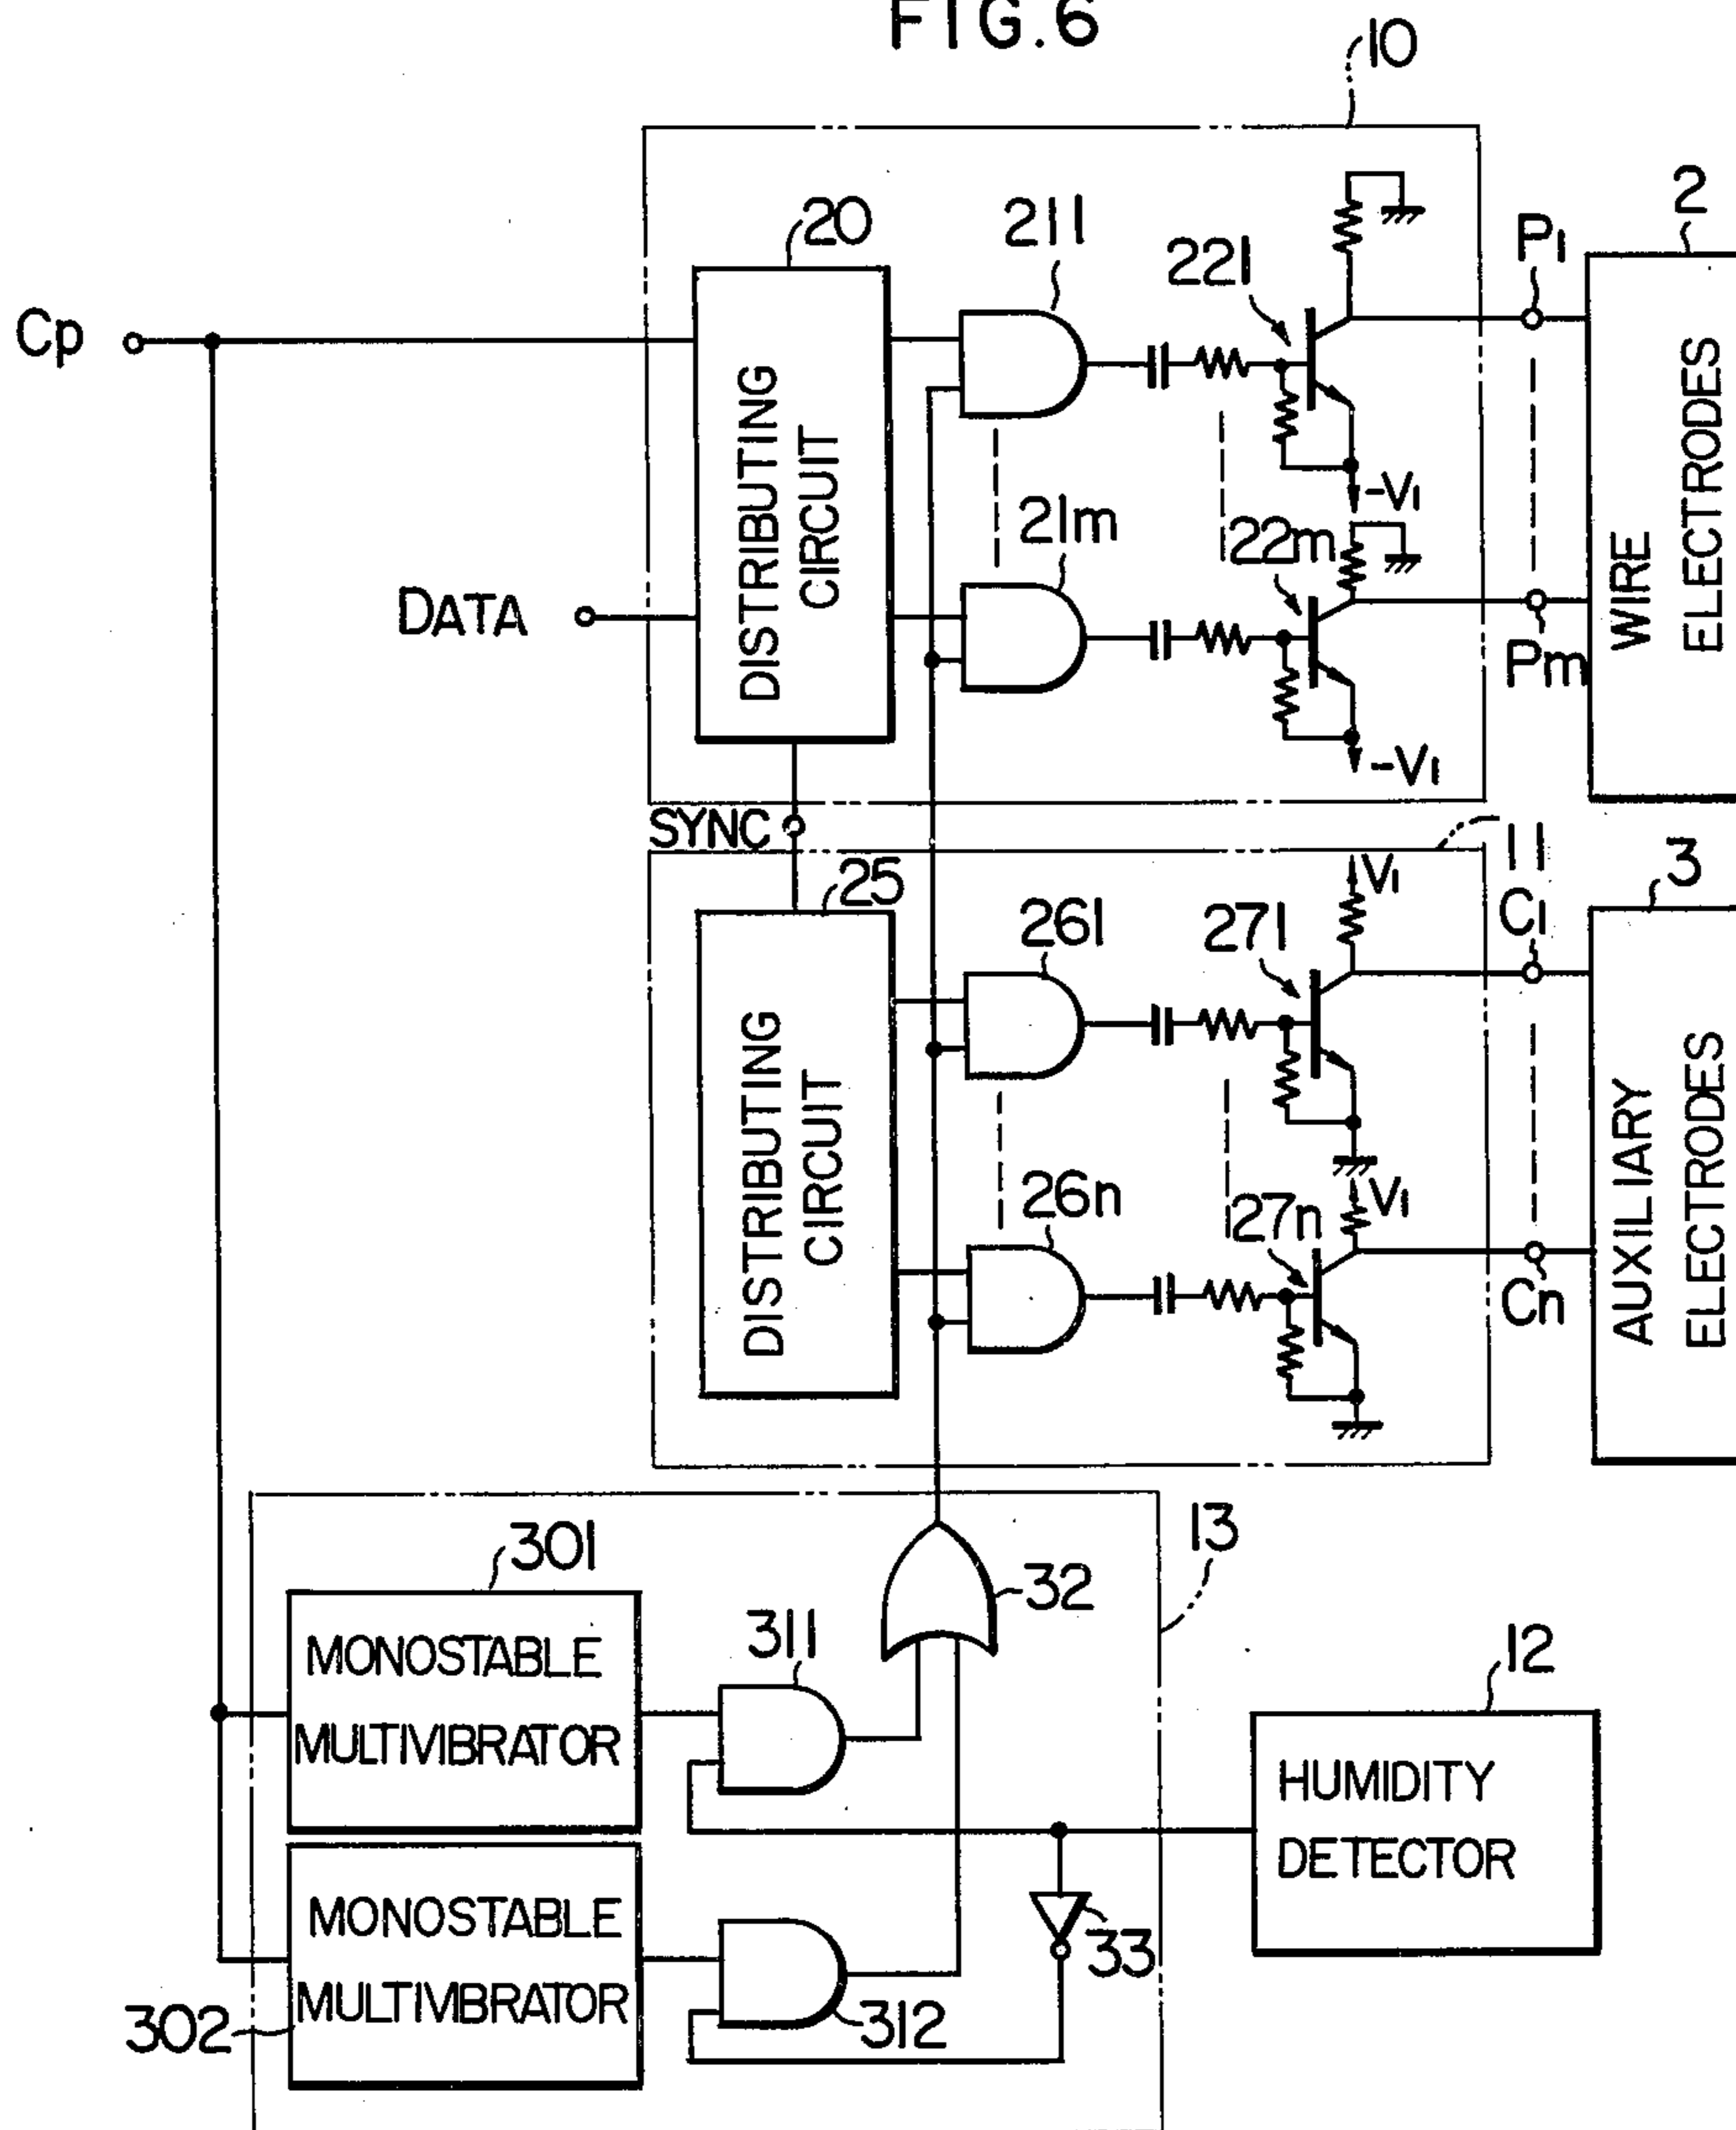 FIG.6
10
20
211
221
P1
2
Cp
DISTRIBUTING
CIRCUIT
-V1
21m
22m
DATA
Pm
WIRE
ELECTRODES
-V1
SYNC
11
25
V1
C1
3
261
271
DISTRIBUTING
CIRCUIT
26n
27n
V1
Cn
AUXILIARY
ELECTRODES
13
301
32
311
MONOSTABLE
MULTIVIBRATOR
12
HUMIDITY
DETECTOR
MONOSTABLE
MULTIVIBRATOR
33
302
312